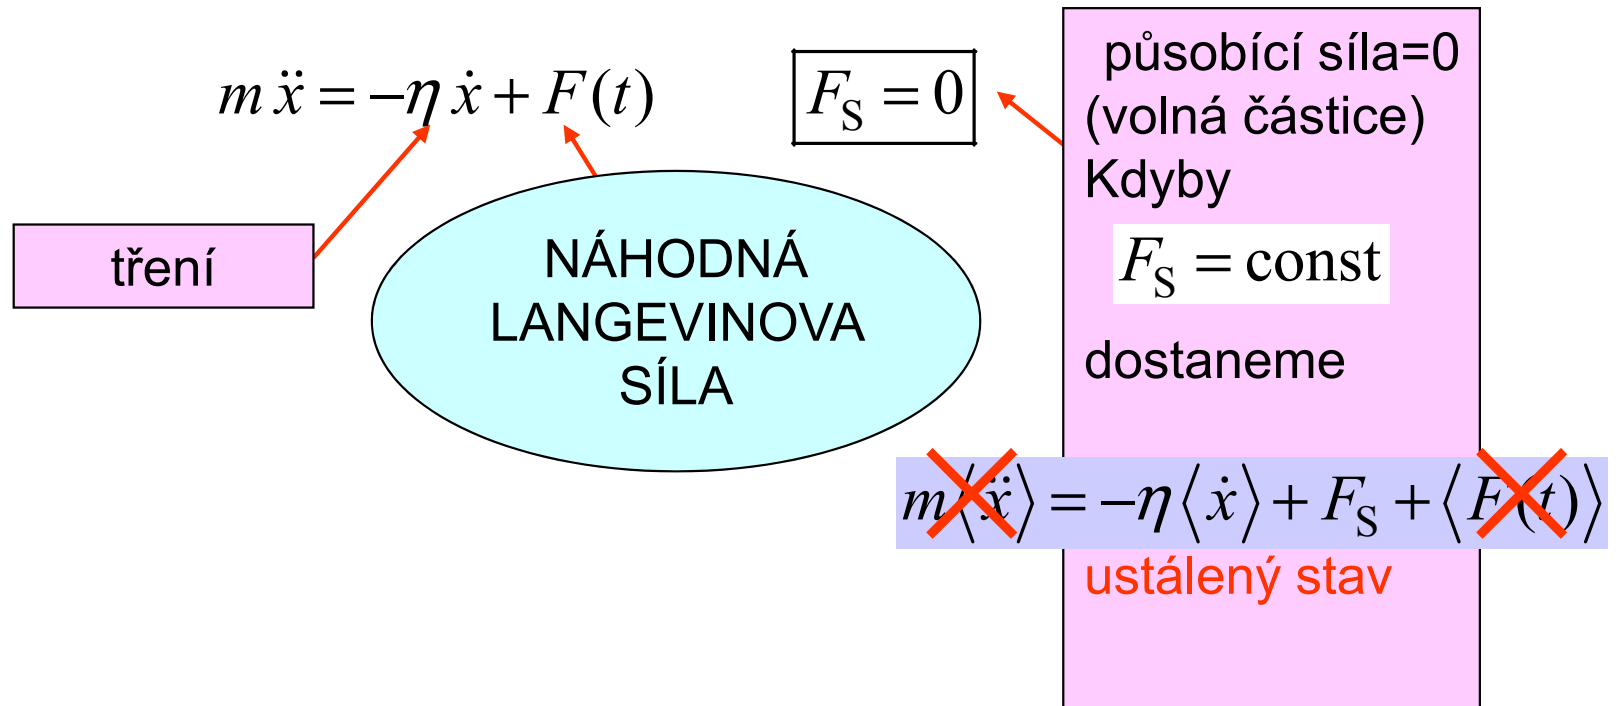 m ẍ = −η ẋ + F(t)
F_S = 0
tření
NÁHODNÁ
LANGEVINOVA
SÍLA
působící síla=0
(volná částice)
Kdyby
F_S = const
dostaneme
m⟨ẍ⟩ = −η⟨ẋ⟩ + F_S + ⟨F(t)⟩
ustálený stav